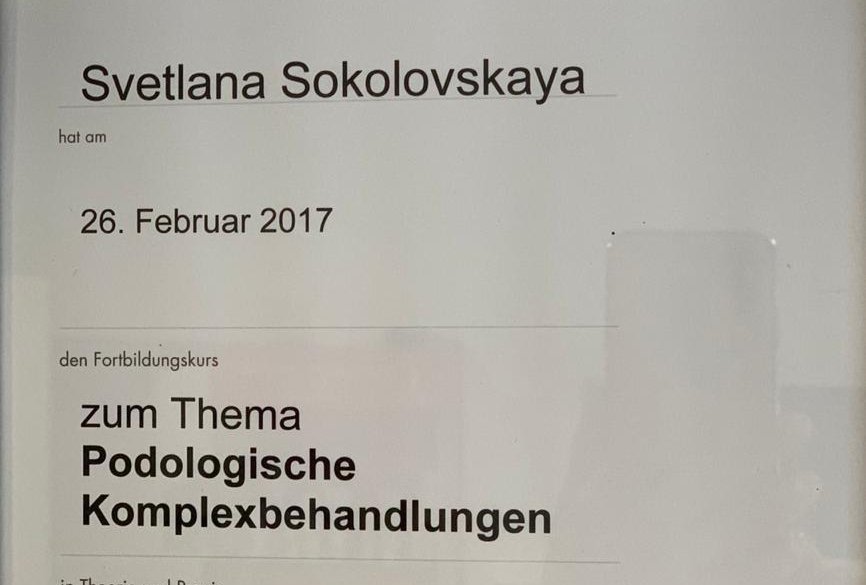 Svetlana Sokolovskaya
hat am
26. Februar 2017
den Fortbildungskurs
zum Thema
Podologische
Komplexbehandlungen